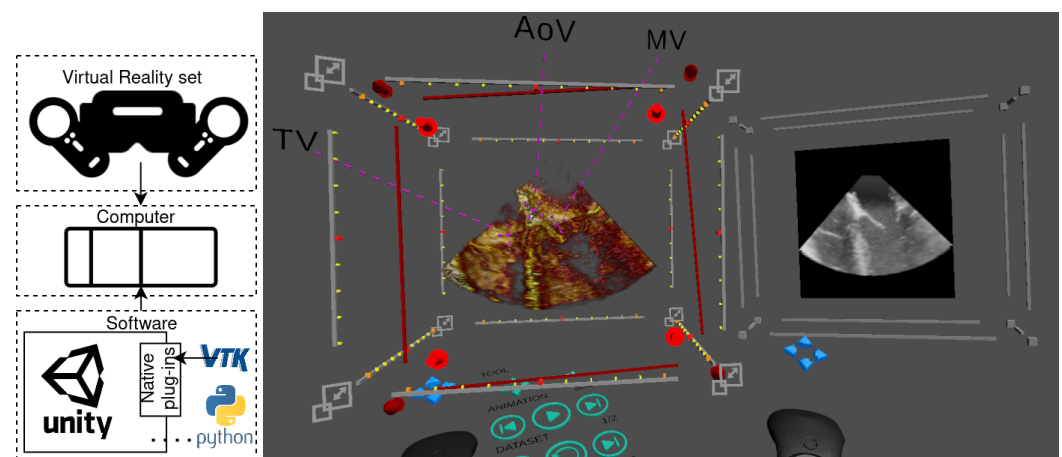 Virtual Reality set
Computer
Software
unity
Native
plug-ins
VTK
python
AoV
MV
TV
TOOL
ANIMATION
DATASET
1/2